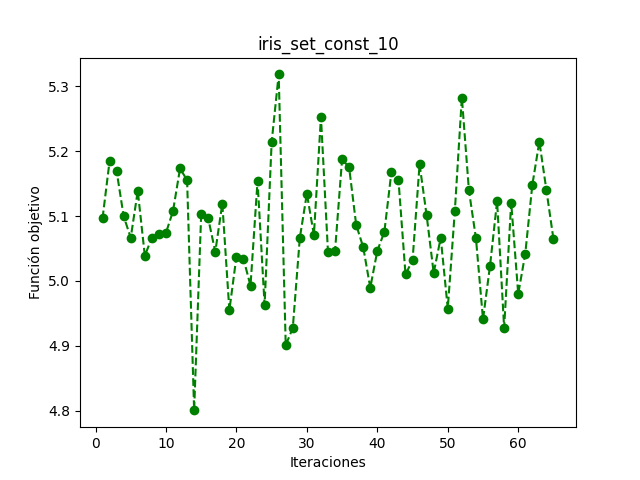 iris_set_const_10
Función objetivo
5.3
5.2
5.1
5.0
4.9
4.8
0 10 20 30 40 50 60
Iteraciones